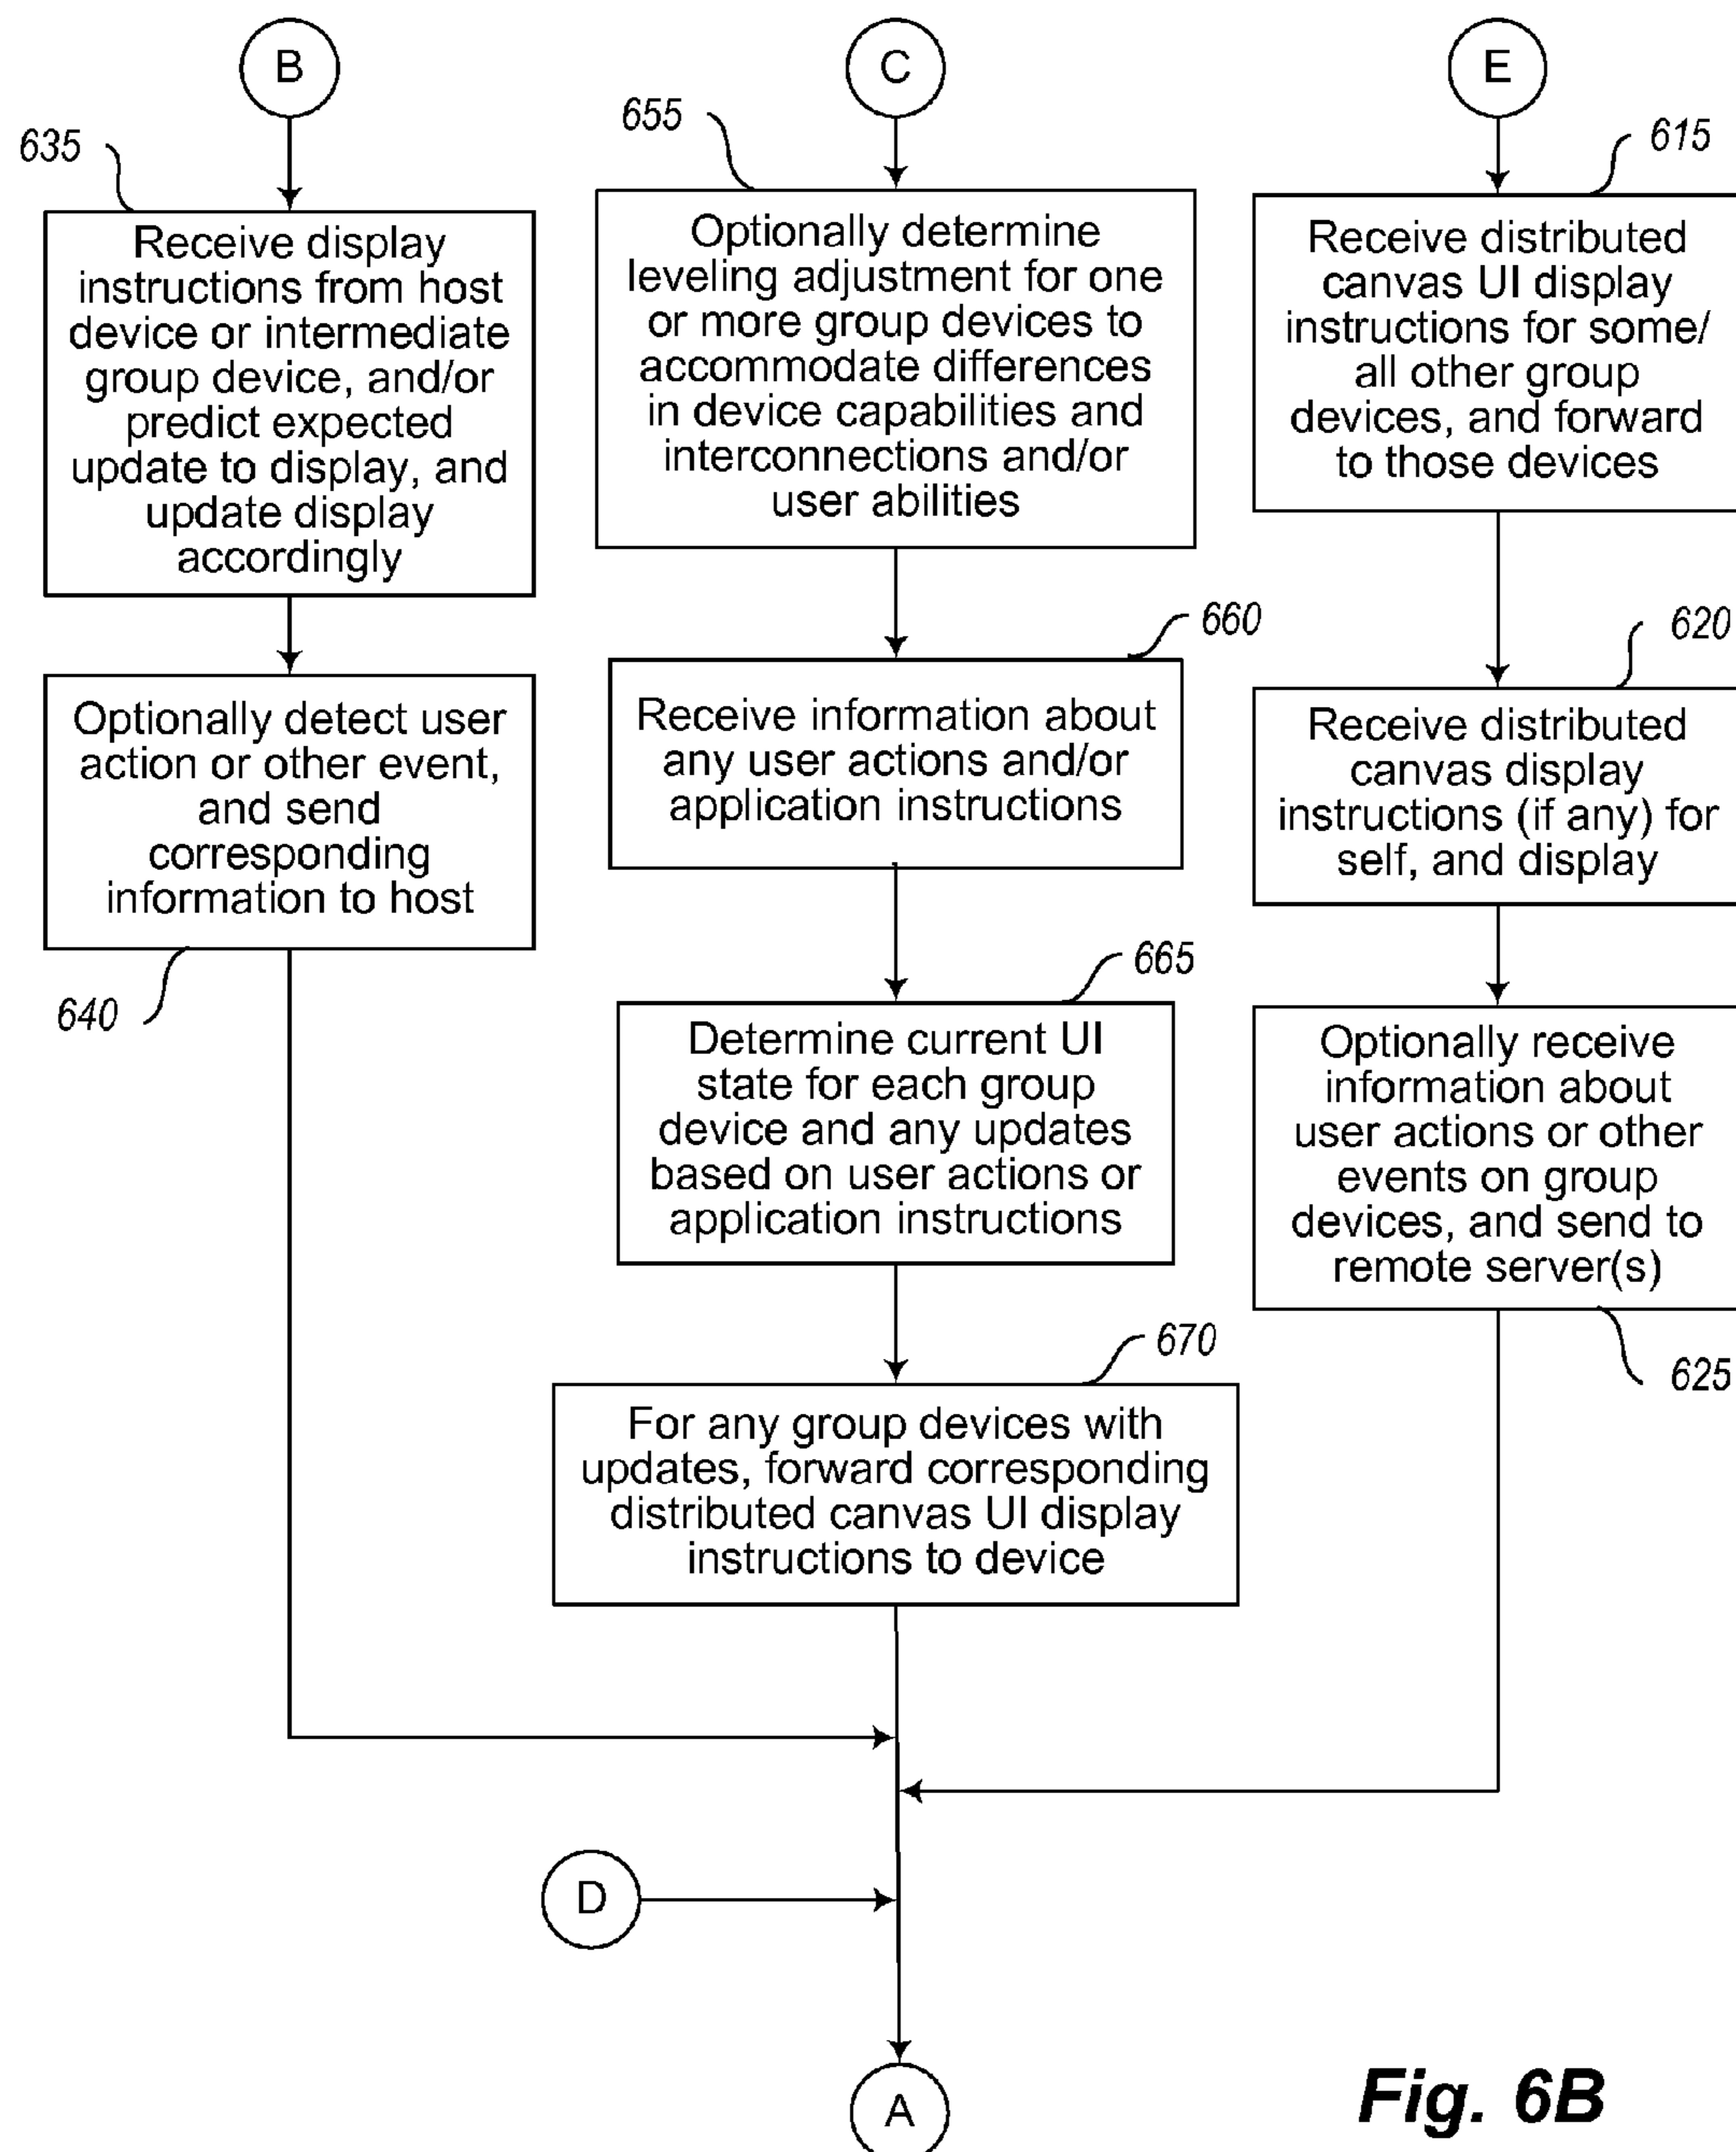 B
C
E
635
655
615
Receive display
instructions from host
device or intermediate
group device, and/or
predict expected
update to display, and
update display
accordingly
Optionally determine
leveling adjustment for one
or more group devices to
accommodate differences
in device capabilities and
interconnections and/or
user abilities
Receive distributed
canvas UI display
instructions for some/
all other group
devices, and forward
to those devices
660
620
Optionally detect user
action or other event,
and send
corresponding
information to host
Receive information about
any user actions and/or
application instructions
Receive distributed
canvas display
instructions (if any) for
self, and display
640
665
Determine current UI
state for each group
device and any updates
based on user actions or
application instructions
Optionally receive
information about
user actions or other
events on group
devices, and send to
remote server(s)
670
625
For any group devices with
updates, forward corresponding
distributed canvas UI display
instructions to device
D
A
Fig. 6B